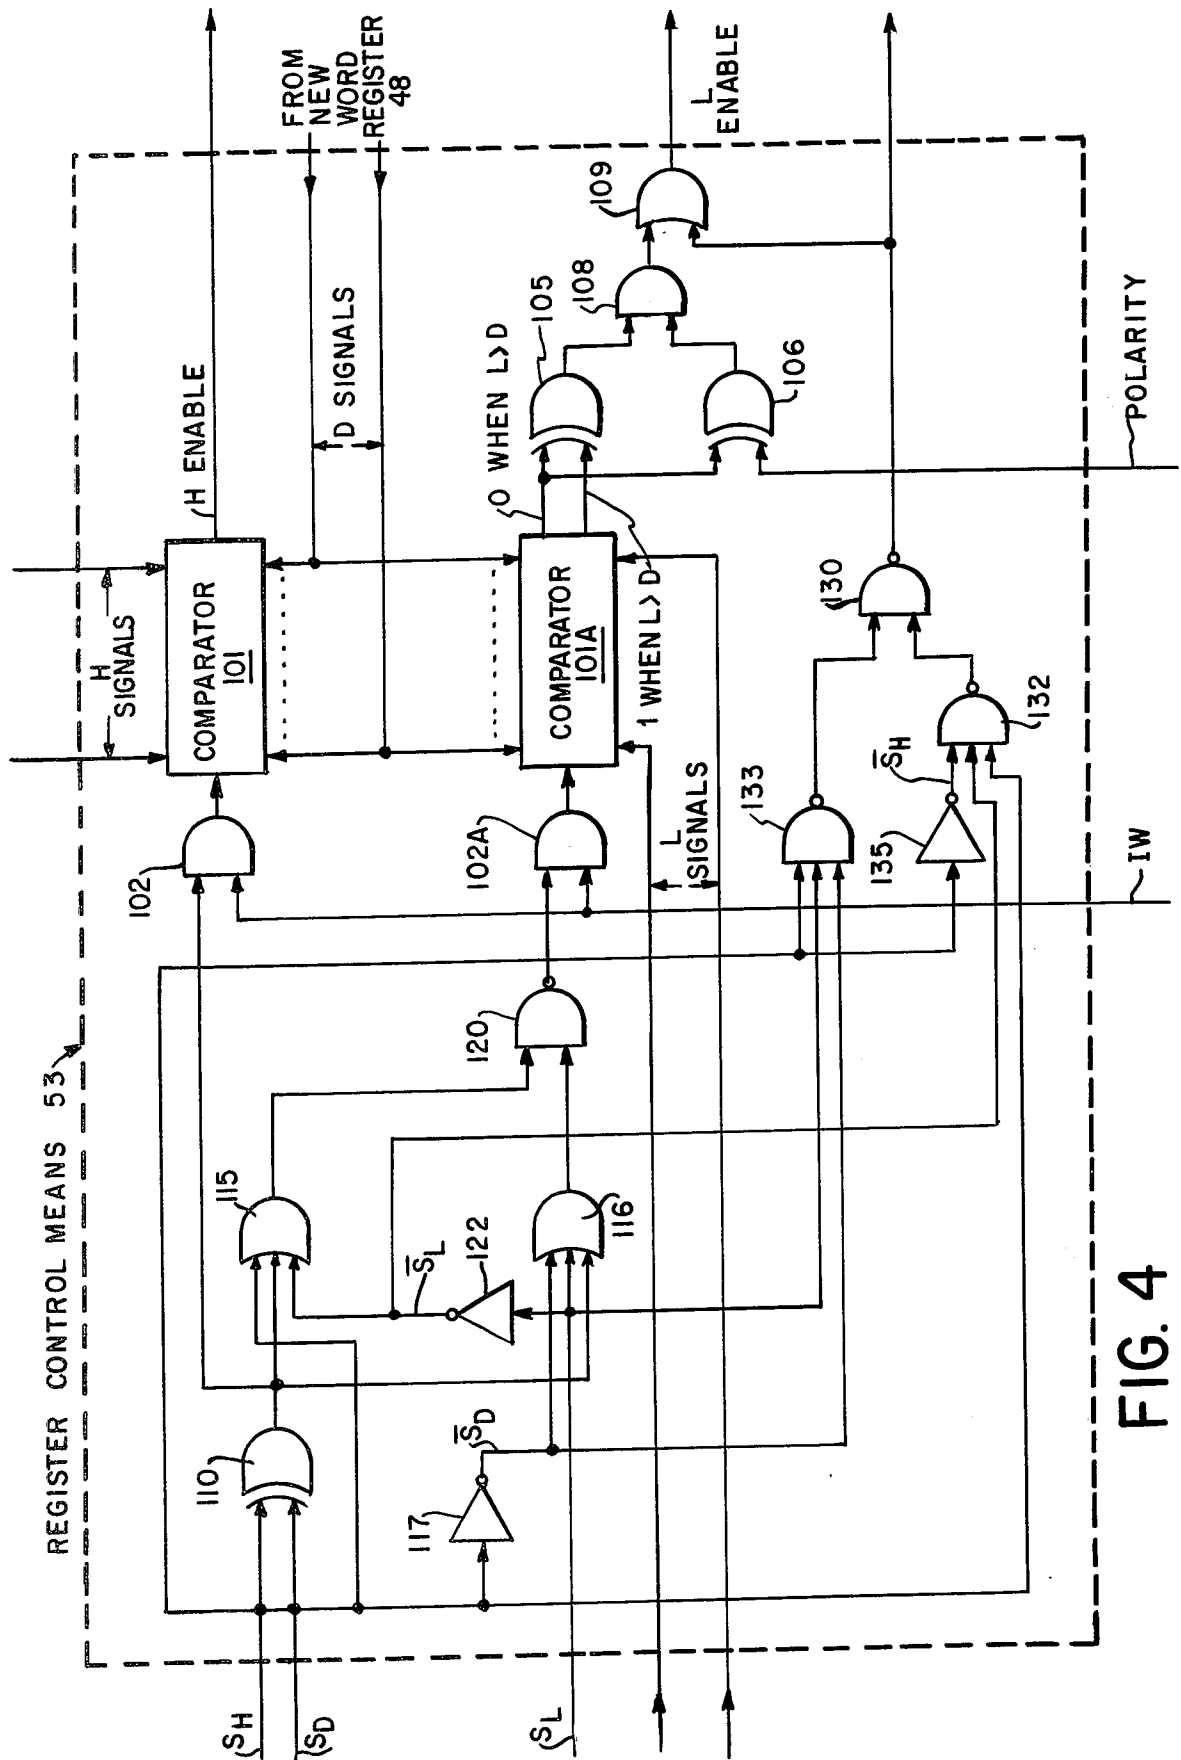 REGISTER CONTROL MEANS 53
H ENABLE
FROM
NEW
WORD
REGISTER
48
H
SIGNALS
COMPARATOR
101
D SIGNALS
102
115
110
S̅L
122
116
117
S̅D
120
102A
COMPARATOR
101A
O WHEN L>D
1 WHEN L>D
L
SIGNALS
105
106
108
109
L
ENABLE
133
135
S̅H
132
130
SH
SD
SL
IW
POLARITY
FIG. 4